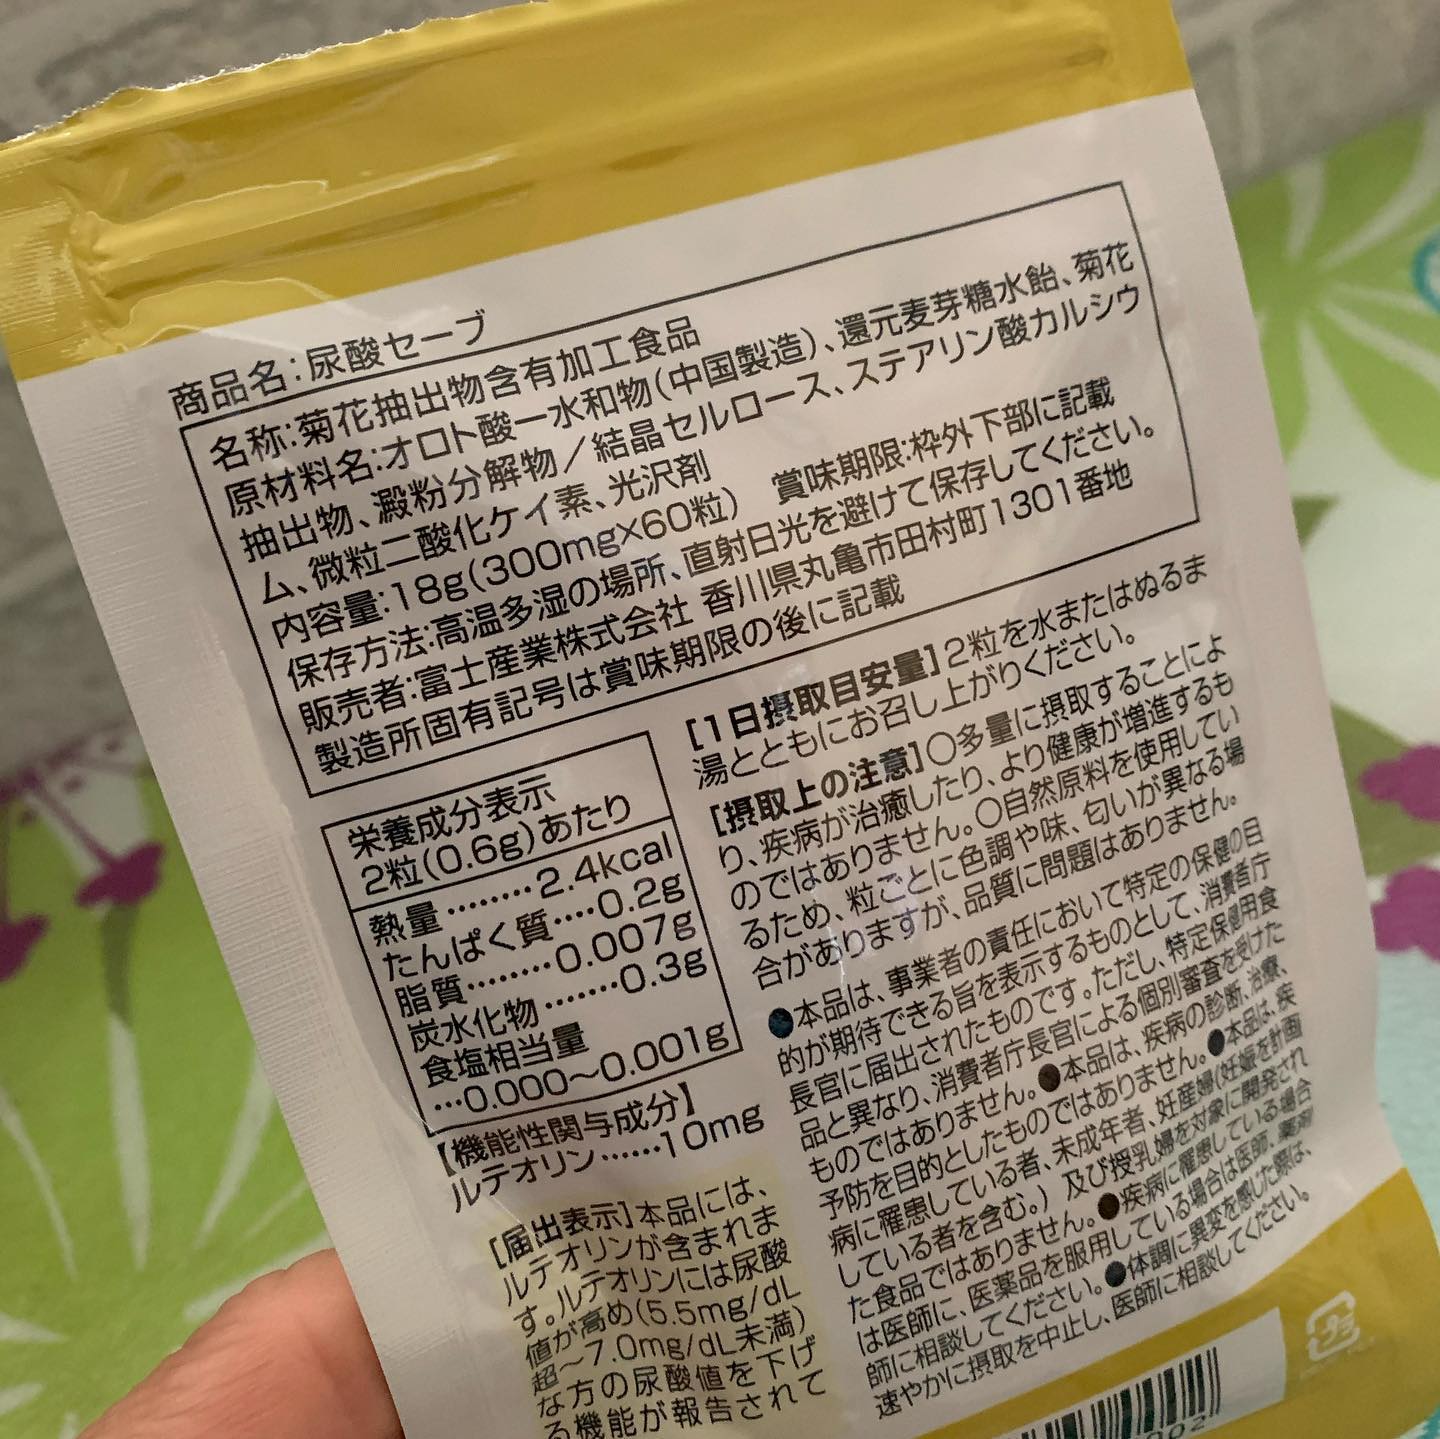 商品名:尿酸セーブ
名称:菊花抽出物含有加工食品
原材料名:オロト酸一水和物(中国製造)、還元麦芽糖水飴、菊花
抽出物、澱粉分解物/結晶セルロース、ステアリン酸カルシウ
ム、微粒二酸化ケイ素、光沢剤
内容量:18g(300mg×60粒) 賞味期限:枠外下部に記載
保存方法:高温多湿の場所、直射日光を避けて保存してください。
販売者:富士産業株式会社 香川県丸亀市田村町1301番地
製造所固有記号は賞味期限の後に記載
栄養成分表示
2粒(0.6g)あたり
熱量‥‥‥‥2.4kcal
たんぱく質‥‥0.2g
脂質‥‥‥‥0.007g
炭水化物‥‥‥‥0.3g
食塩相当量
‥0.000〜0.001g
【機能性関与成分】
ルテオリン‥‥‥10mg
[届出表示]本品には、
ルテオリンが含まれま
す。ルテオリンには尿酸
値が高め(5.5mg/dL
超〜7.0mg/dL未満)
な方の尿酸値を下げ
る機能が報告されて
[1日摂取目安量]2粒を水またはぬるま
湯とともにお召し上がりください。
[摂取上の注意]○多量に摂取することによ
り、疾病が治癒したり、より健康が増進するも
のではありません。○自然原料を使用してい
るため、粒ごとに色調や味、匂いが異なる場
合がありますが、品質に問題はありません。
●本品は、事業者の責任において特定の保健の目
的が期待できる旨を表示するものとして、消費者庁
長官に届出されたものです。ただし、特定保健用食
品と異なり、消費者庁長官による個別審査を受けた
ものではありません。●本品は、疾病の診断、治療、
予防を目的としたものではありません。●本品は、疾
病に罹患している者、未成年者、妊産婦(妊娠を計画
している者を含む。)及び授乳婦を対象に開発され
た食品ではありません。●疾病に罹患している場合
は医師に、医薬品を服用している場合は医師、薬剤
師に相談してください。●体調に異変を感じた際は、
速やかに摂取を中止し、医師に相談してください。
プラ